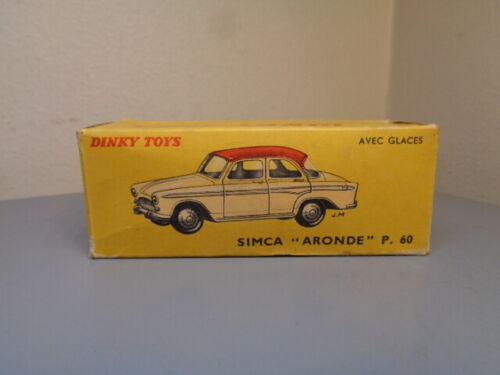 DINKY TOYS
AVEC GLACES
J.M
SIMCA "ARONDE" P. 60